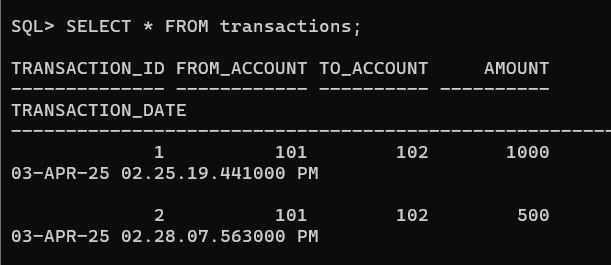 SQL> SELECT * FROM transactions;
TRANSACTION_ID FROM_ACCOUNT TO_ACCOUNT     AMOUNT
-------------- ------------ ---------- ----------
TRANSACTION_DATE
---------------------------------------------------------------------------
             1          101        102       1000
03-APR-25 02.25.19.441000 PM
             2          101        102        500
03-APR-25 02.28.07.563000 PM